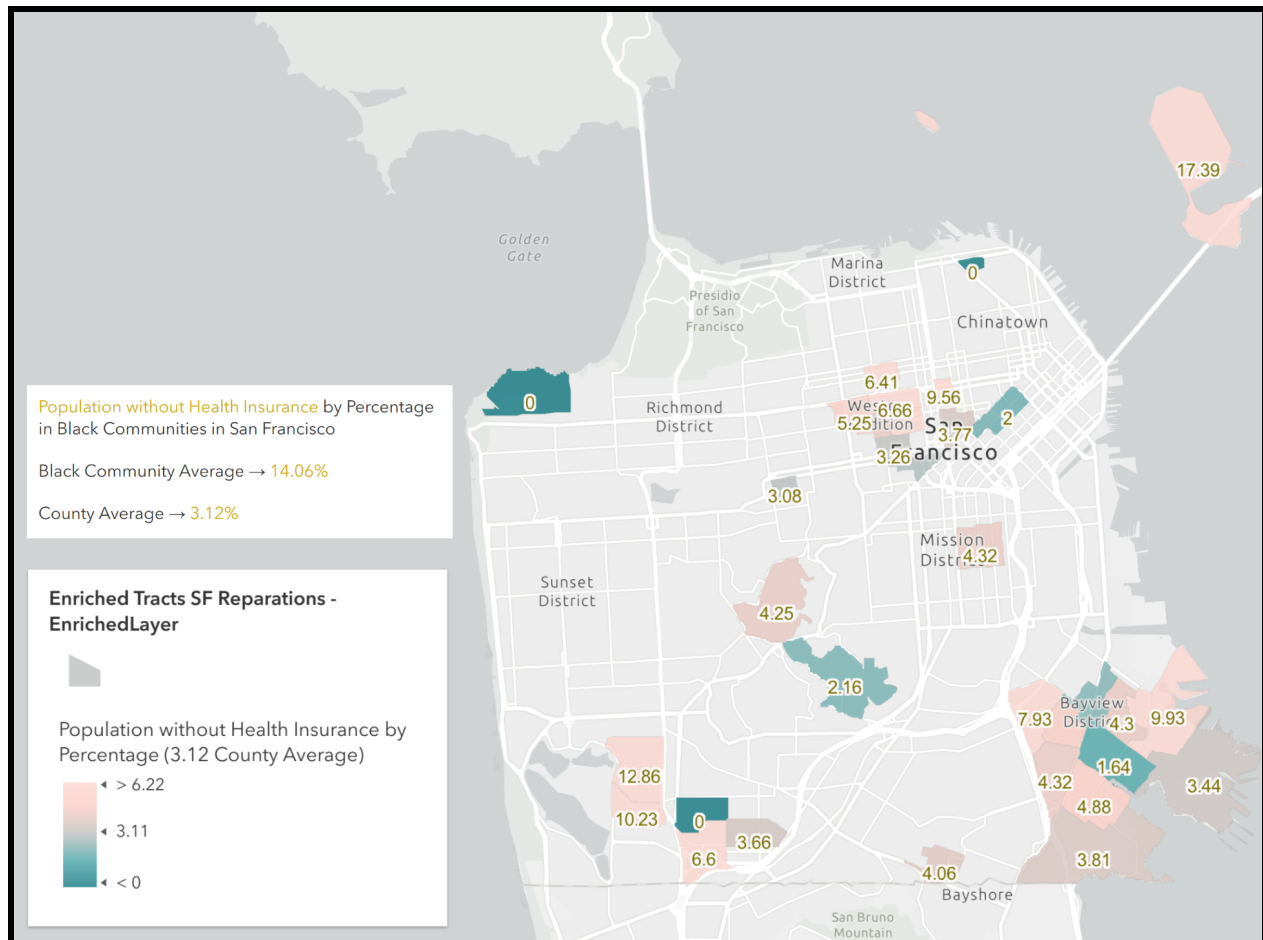 17.39
Golden
Gate
Marina
District
0
Presidio
of San
Francisco
Chinatown
6.41
0
9.56
Richmond
District
6.66
5.25
2
San
3.77
Francisco
3.26
3.08
Mission
District
4.32
Sunset
District
4.25
2.16
Bayview
District
7.93
4.3
9.93
1.64
12.86
4.32
3.44
4.88
10.23
0
3.66
6.6
3.81
4.06
Bayshore
San Bruno
Mountain
Population without Health Insurance by Percentage
in Black Communities in San Francisco
Black Community Average → 14.06%
County Average → 3.12%
Enriched Tracts SF Reparations -
EnrichedLayer
Population without Health Insurance by
Percentage (3.12 County Average)
> 6.22
3.11
< 0